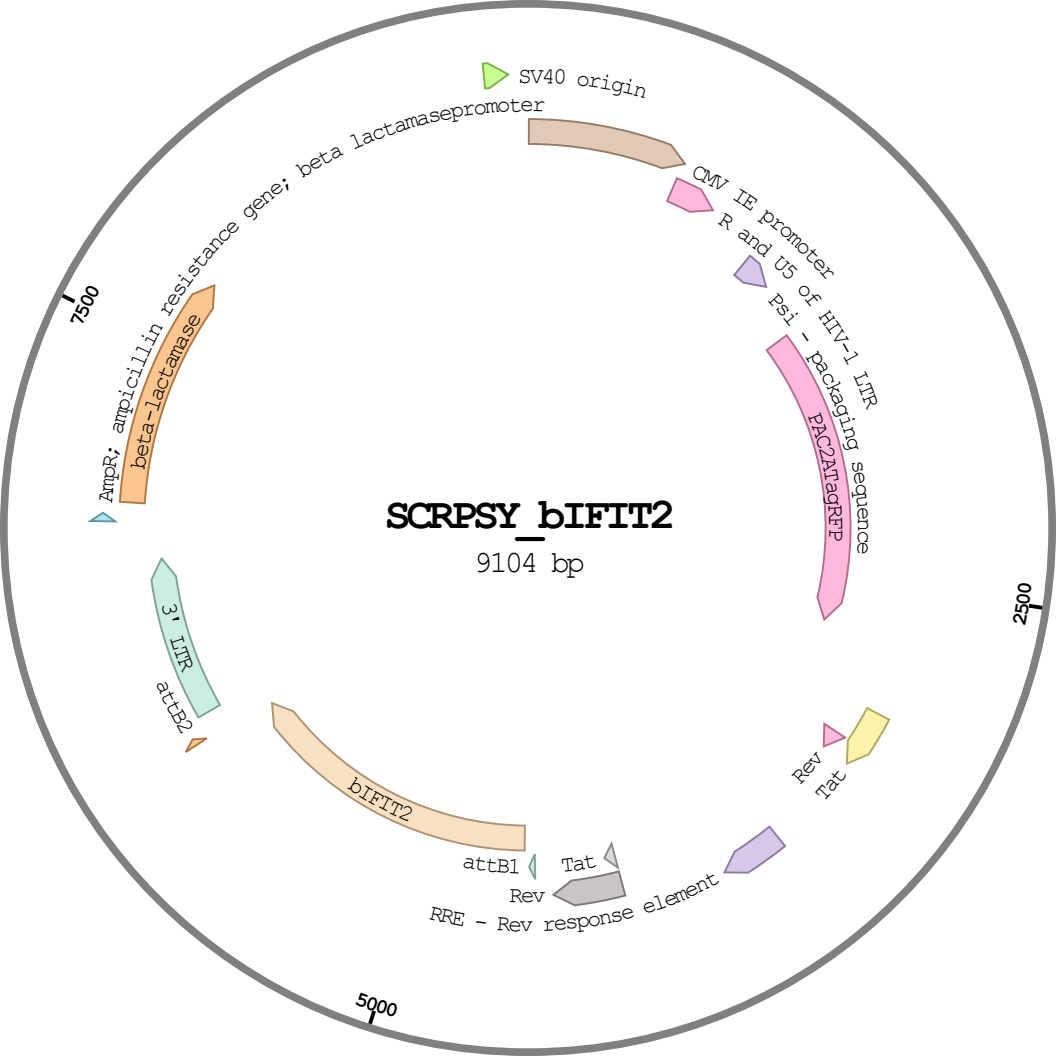 SV40 origin
CMV IE promoter
R and U5 of HIV-1 LTR
Psi - packaging sequence
PAC2ATagRFP
2500
Tat
Rev
RRE - Rev response element
Tat
Rev
attB1
bIFIT2
5000
attB2
3' LTR
AmpR; ampicillin resistance gene; beta lactamasepromoter
beta-lactamase
7500
SCRPSY_bIFIT2
9104 bp